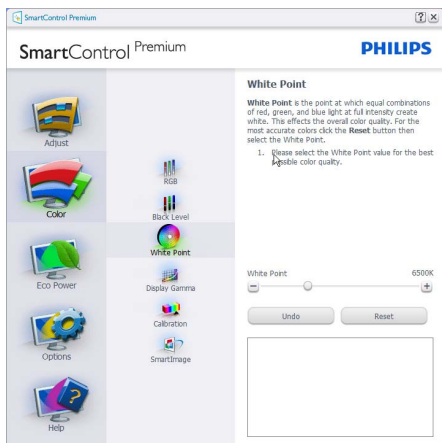 SmartControl Premium
SmartControl Premium
PHILIPS
Adjust
Color
Eco Power
Options
Help
RGB
Black Level
White Point
Display Gamma
Calibration
SmartImage
White Point
White Point is the point at which equal combinations
of red, green, and blue light at full intensity create
white. This effects the overall color quality. For the
most accurate colors click the Reset button then
select the White Point.
1. Please select the White Point value for the best
possible color quality.
White Point 6500K
Undo Reset